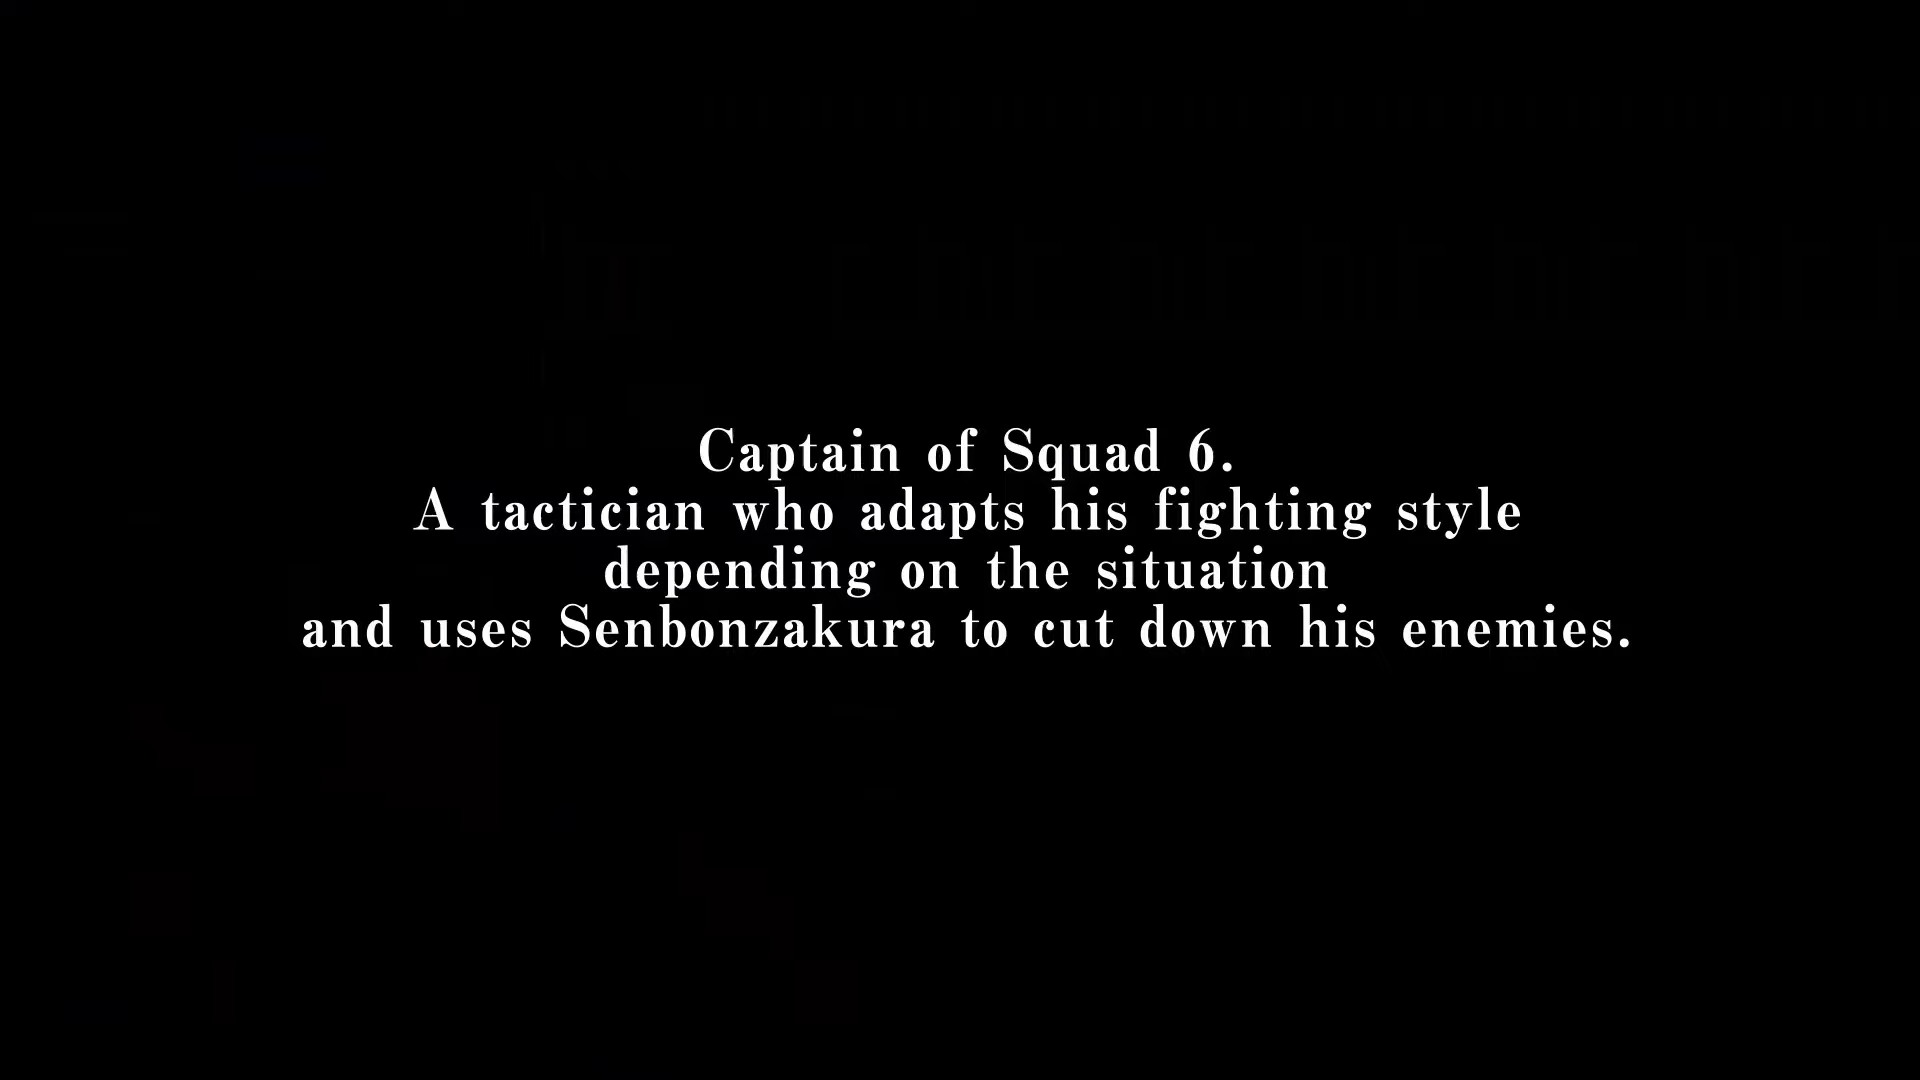 Captain of Squad 6.
A tactician who adapts his fighting style
depending on the situation
and uses Senbonzakura to cut down his enemies.